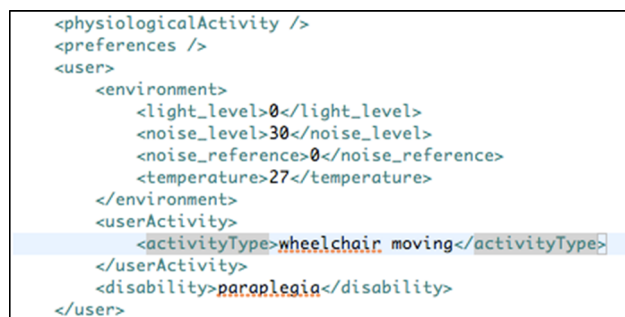 <physiologicalActivity />
<preferences />
<user>
    <environment>
        <light_level>0</light_level>
        <noise_level>30</noise_level>
        <noise_reference>0</noise_reference>
        <temperature>27</temperature>
    </environment>
    <userActivity>
        <activityType>wheelchair moving</activityType>
    </userActivity>
    <disability>paraplegia</disability>
</user>